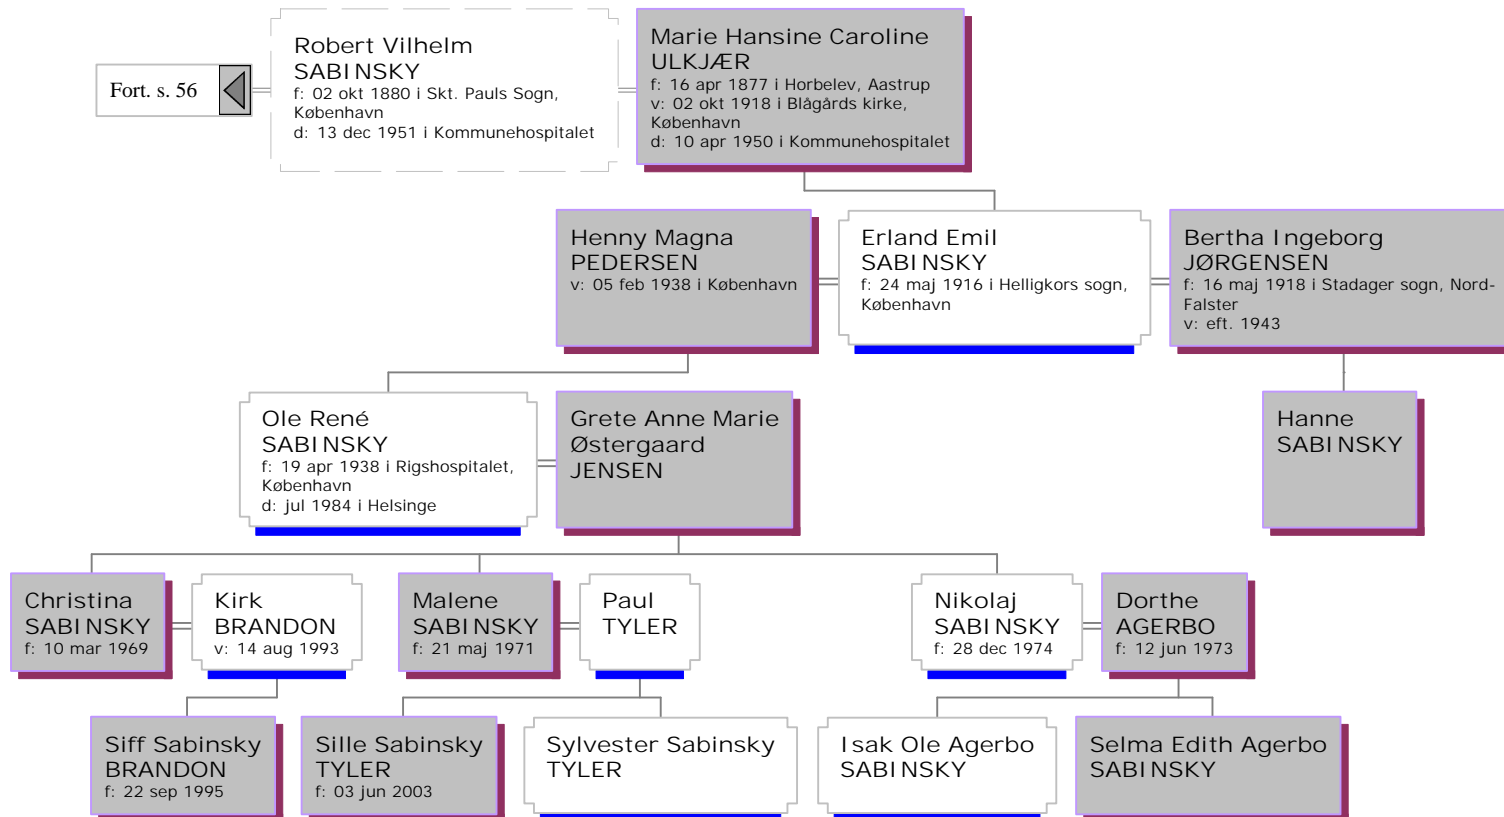 Fort. s. 56
Robert Vilhelm
SABINSKY
f: 02 okt 1880 i Skt. Pauls Sogn,
København
d: 13 dec 1951 i Kommunehospitalet
Marie Hansine Caroline
ULKJÆR
f: 16 apr 1877 i Horbelev, Aastrup
v: 02 okt 1918 i Blågårds kirke,
København
d: 10 apr 1950 i Kommunehospitalet
Henny Magna
PEDERSEN
v: 05 feb 1938 i København
Erland Emil
SABINSKY
f: 24 maj 1916 i Helligkors sogn,
København
Bertha Ingeborg
JØRGENSEN
f: 16 maj 1918 i Stadager sogn, Nord-
Falster
v: eft. 1943
Ole René
SABINSKY
f: 19 apr 1938 i Rigshospitalet,
København
d: jul 1984 i Helsinge
Grete Anne Marie
Østergaard
JENSEN
Hanne
SABINSKY
Christina
SABINSKY
f: 10 mar 1969
Kirk
BRANDON
v: 14 aug 1993
Malene
SABINSKY
f: 21 maj 1971
Paul
TYLER
Nikolaj
SABINSKY
f: 28 dec 1974
Dorthe
AGERBO
f: 12 jun 1973
Siff Sabinsky
BRANDON
f: 22 sep 1995
Sille Sabinsky
TYLER
f: 03 jun 2003
Sylvester Sabinsky
TYLER
Isak Ole Agerbo
SABINSKY
Selma Edith Agerbo
SABINSKY